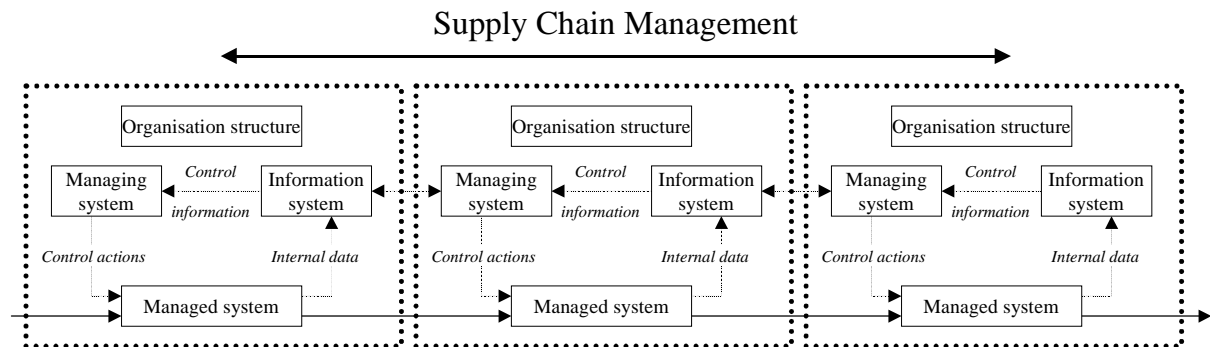 Supply Chain Management
Organisation structure
Managing
system
Control
information
Information
system
Control actions
Internal data
Managed system
Organisation structure
Managing
system
Control
information
Information
system
Control actions
Internal data
Managed system
Organisation structure
Managing
system
Control
information
Information
system
Control actions
Internal data
Managed system